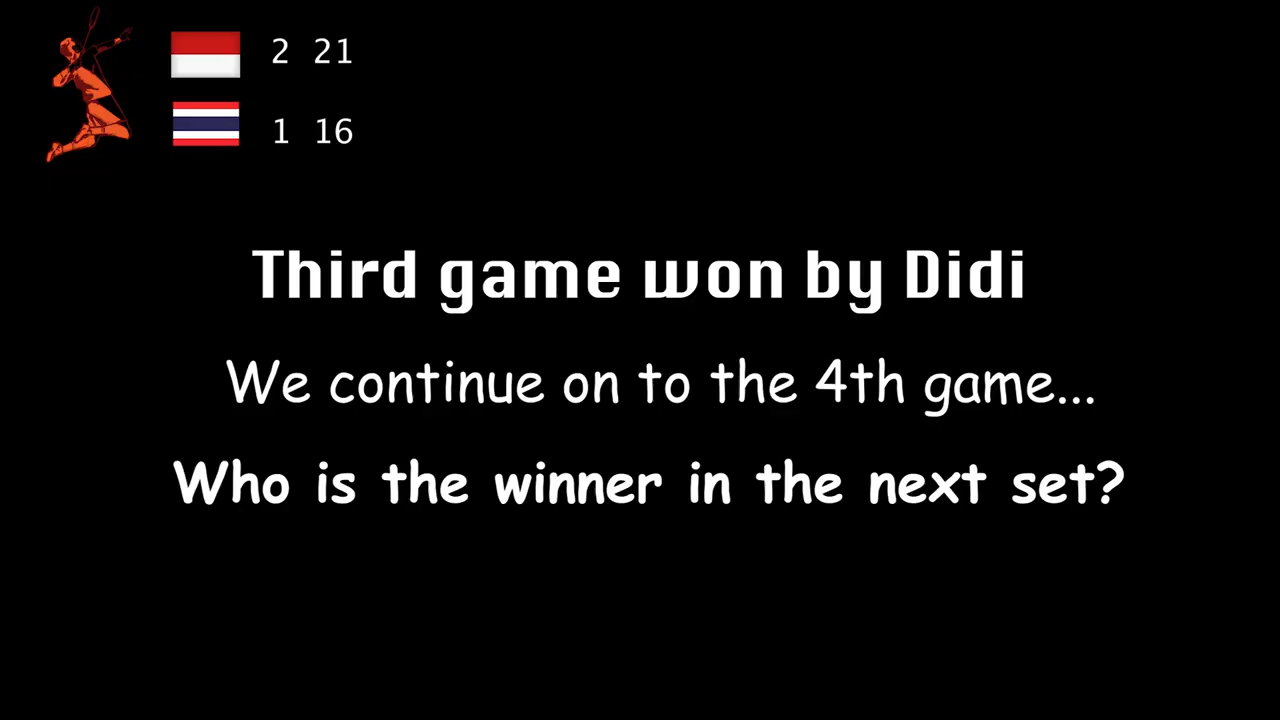 2 21
1 16
Third game won by Didi
We continue on to the 4th game...
Who is the winner in the next set?